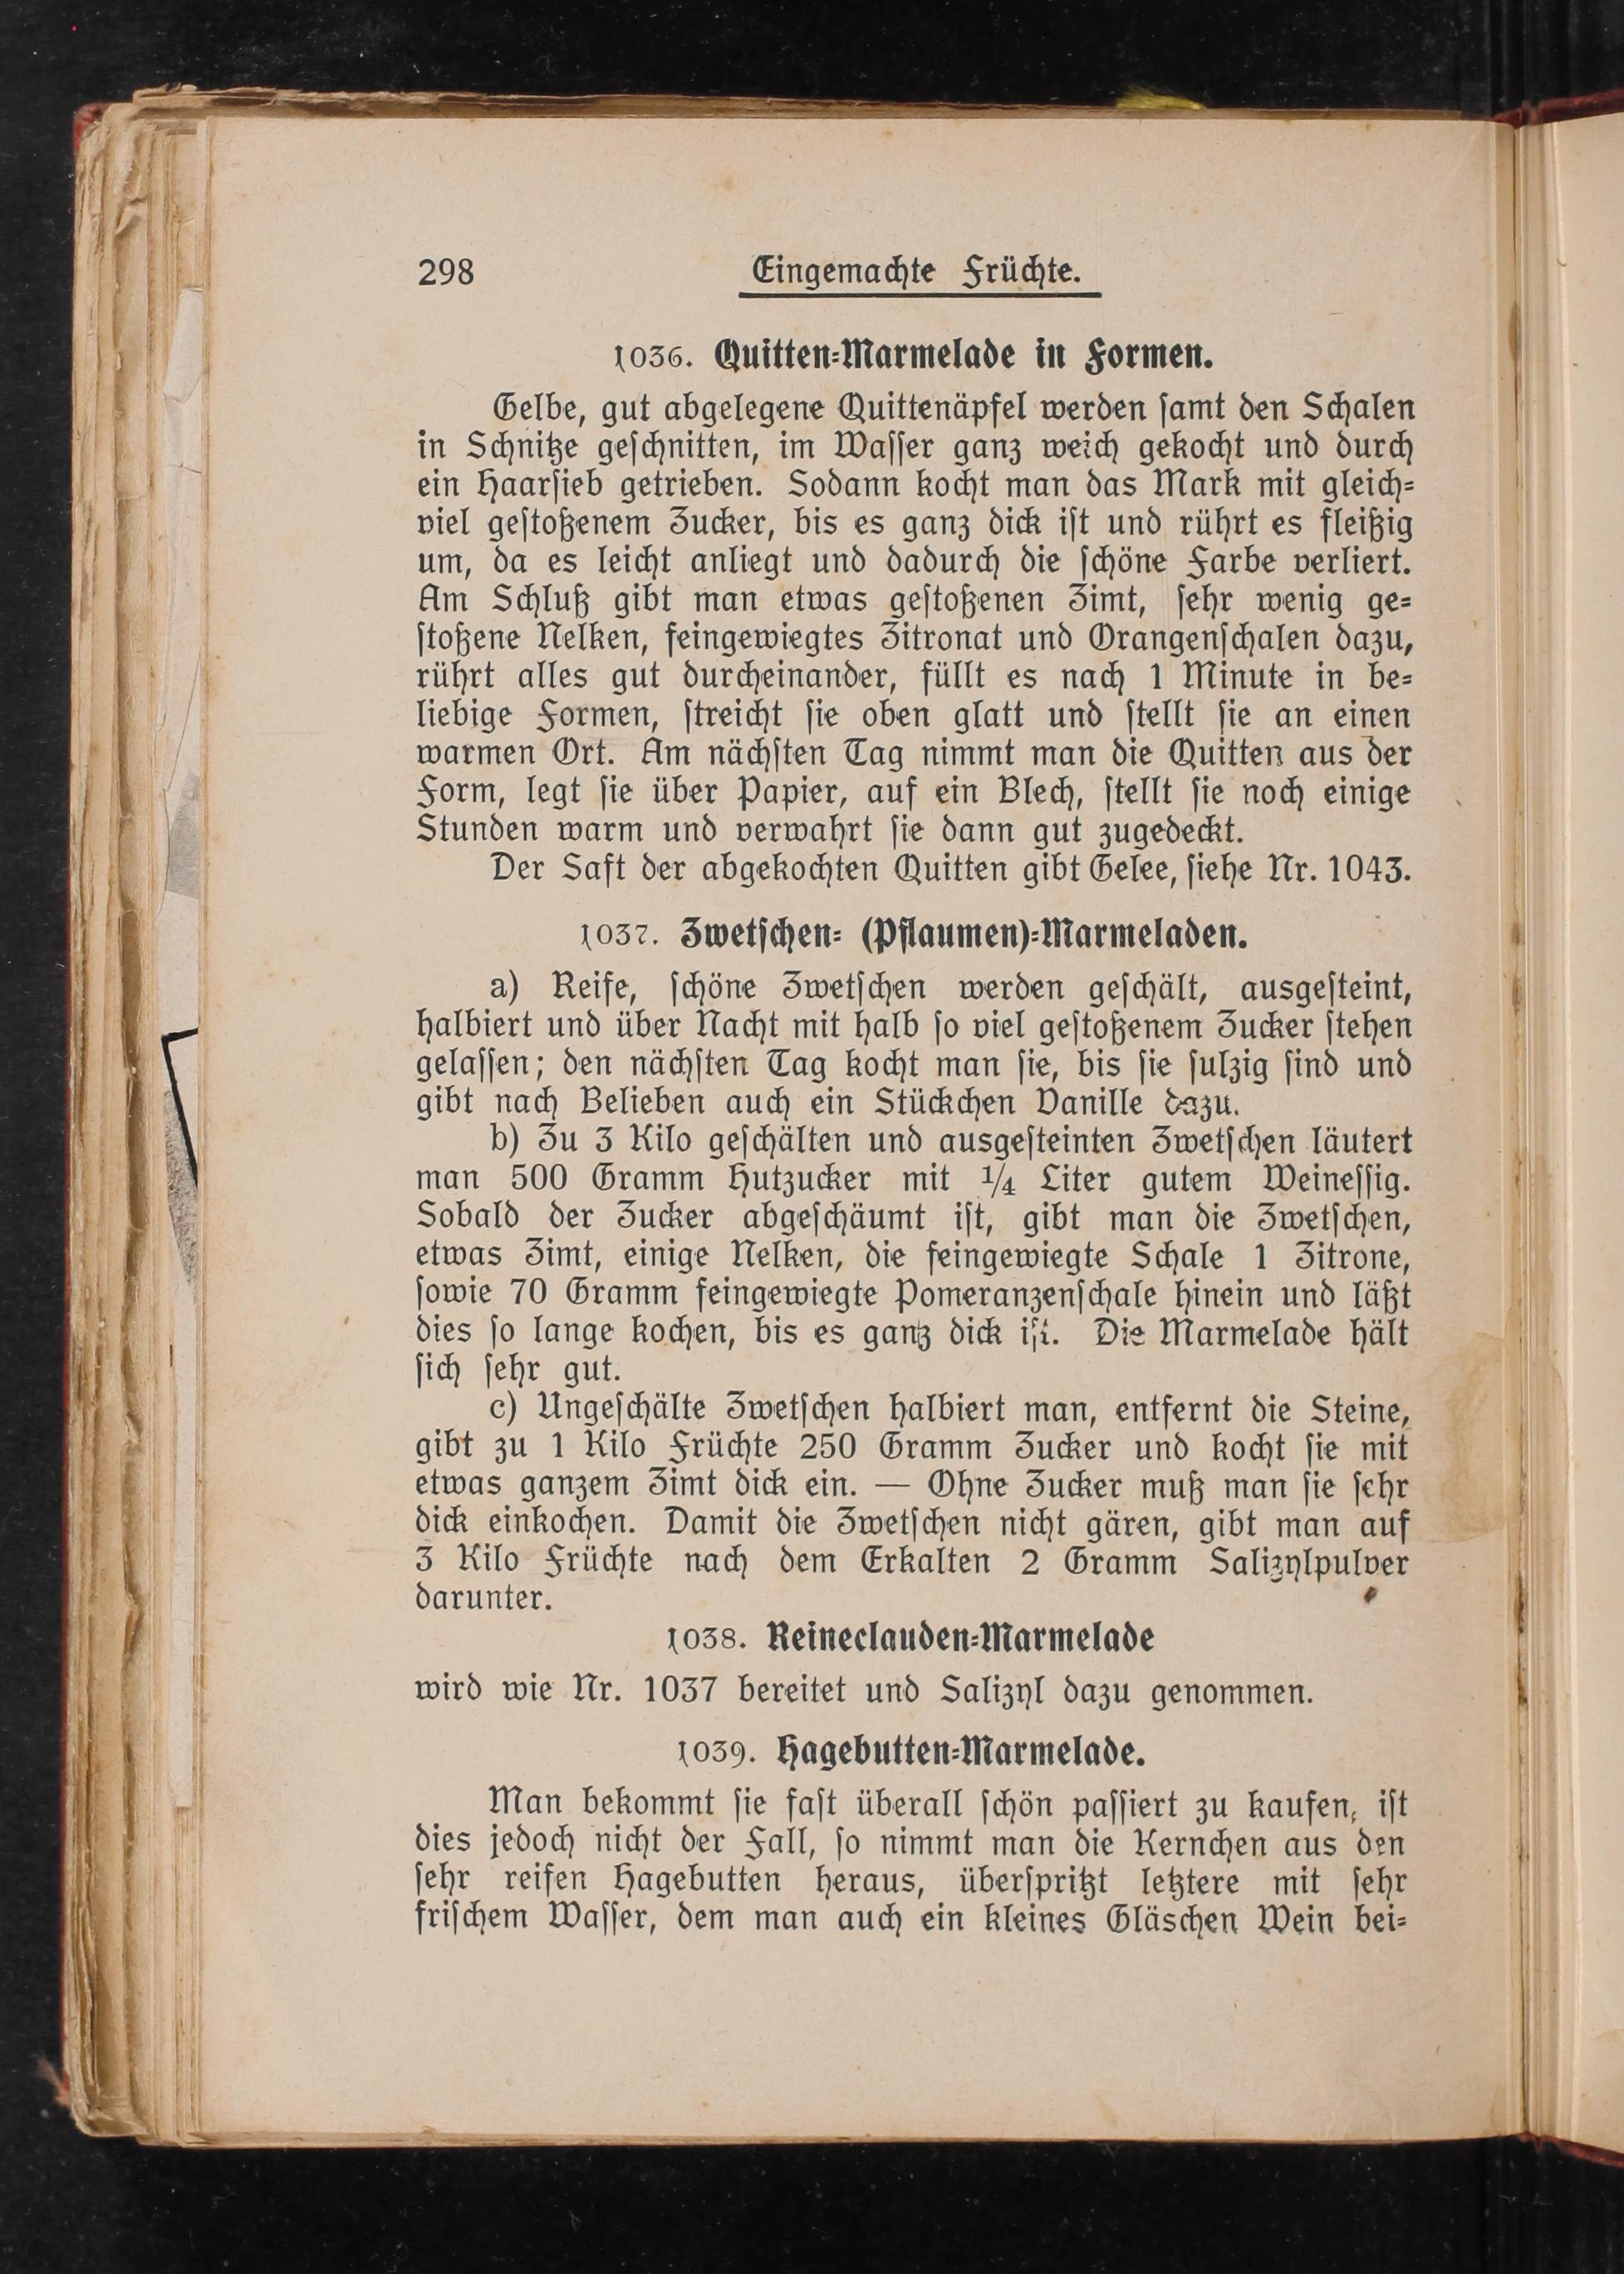 298 Eingemachte Früchte.
1036. Quitten-Marmelade in Formen.
Gelbe, gut abgelegene Quittenäpfel werden samt den Schalen
in Schnitze geschnitten, im Wasser ganz weich gekocht und durch
ein Haarsieb getrieben. Sodann kocht man das Mark mit gleich-
viel gestoßenem Zucker, bis es ganz dick ist und rührt es fleißig
um, da es leicht anliegt und dadurch die schöne Farbe verliert.
Am Schluß gibt man etwas gestoßenen Zimt, sehr wenig ge-
stoßene Nelken, feingewiegtes Zitronat und Orangenschalen dazu,
rührt alles gut durcheinander, füllt es nach 1 Minute in be-
liebige Formen, streicht sie oben glatt und stellt sie an einen
warmen Ort. Am nächsten Tag nimmt man die Quitten aus der
Form, legt sie über Papier, auf ein Blech, stellt sie noch einige
Stunden warm und verwahrt sie dann gut zugedeckt.
Der Saft der abgekochten Quitten gibt Gelee, siehe Nr. 1043.
1037. Zwetschen- (Pflaumen)-Marmeladen.
a) Reife, schöne Zwetschen werden geschält, ausgesteint,
halbiert und über Nacht mit halb so viel gestoßenem Zucker stehen
gelassen; den nächsten Tag kocht man sie, bis sie sulzig sind und
gibt nach Belieben auch ein Stückchen Vanille dazu.
b) Zu 3 Kilo geschälten und ausgesteinten Zwetschen läutert
man 500 Gramm Hutzucker mit 1/4 Liter gutem Weinessig.
Sobald der Zucker abgeschäumt ist, gibt man die Zwetschen,
etwas Zimt, einige Nelken, die feingewiegte Schale 1 Zitrone,
sowie 70 Gramm feingewiegte Pomeranzenschale hinein und läßt
dies so lange kochen, bis es ganz dick ist. Die Marmelade hält
sich sehr gut.
c) Ungeschälte Zwetschen halbiert man, entfernt die Steine,
gibt zu 1 Kilo Früchte 250 Gramm Zucker und kocht sie mit
etwas ganzem Zimt dick ein. — Ohne Zucker muß man sie sehr
dick einkochen. Damit die Zwetschen nicht gären, gibt man auf
3 Kilo Früchte nach dem Erkalten 2 Gramm Salizylpulver
darunter.
1038. Reineclauden-Marmelade
wird wie Nr. 1037 bereitet und Salizyl dazu genommen.
1039. Hagebutten-Marmelade.
Man bekommt sie fast überall schön passiert zu kaufen, ist
dies jedoch nicht der Fall, so nimmt man die Kernchen aus den
sehr reifen Hagebutten heraus, überspritzt letztere mit sehr
frischem Wasser, dem man auch ein kleines Gläschen Wein bei-